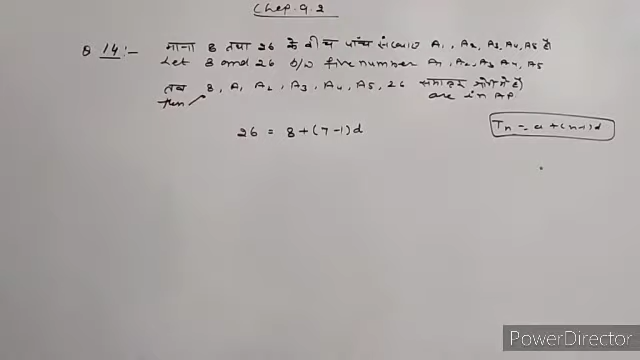 Chep. 9.2
Q 14:- माना 8 तथा 26 के बीच पांच संख्याएं A1, A2, A3, A4, A5 है
Let 8 and 26 b/w five number A1, A2, A3, A4, A5
तब 8, A1, A2, A3, A4, A5, 26 समान्तर श्रेणी में है
then are in AP.
26 = 8 + (7-1)d
Tn = a + (n-1)d
PowerDirector